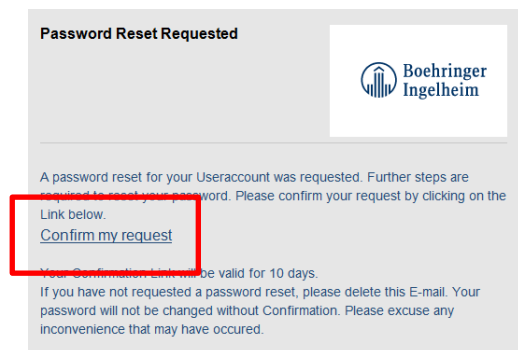 Password Reset Requested
Boehringer
Ingelheim
A password reset for your Useraccount was requested. Further steps are
required to reset your password. Please confirm your request by clicking on the
Link below.
Confirm my request
Your Confirmation Link will be valid for 10 days.
If you have not requested a password reset, please delete this E-mail. Your
password will not be changed without Confirmation. Please excuse any
inconvenience that may have occured.